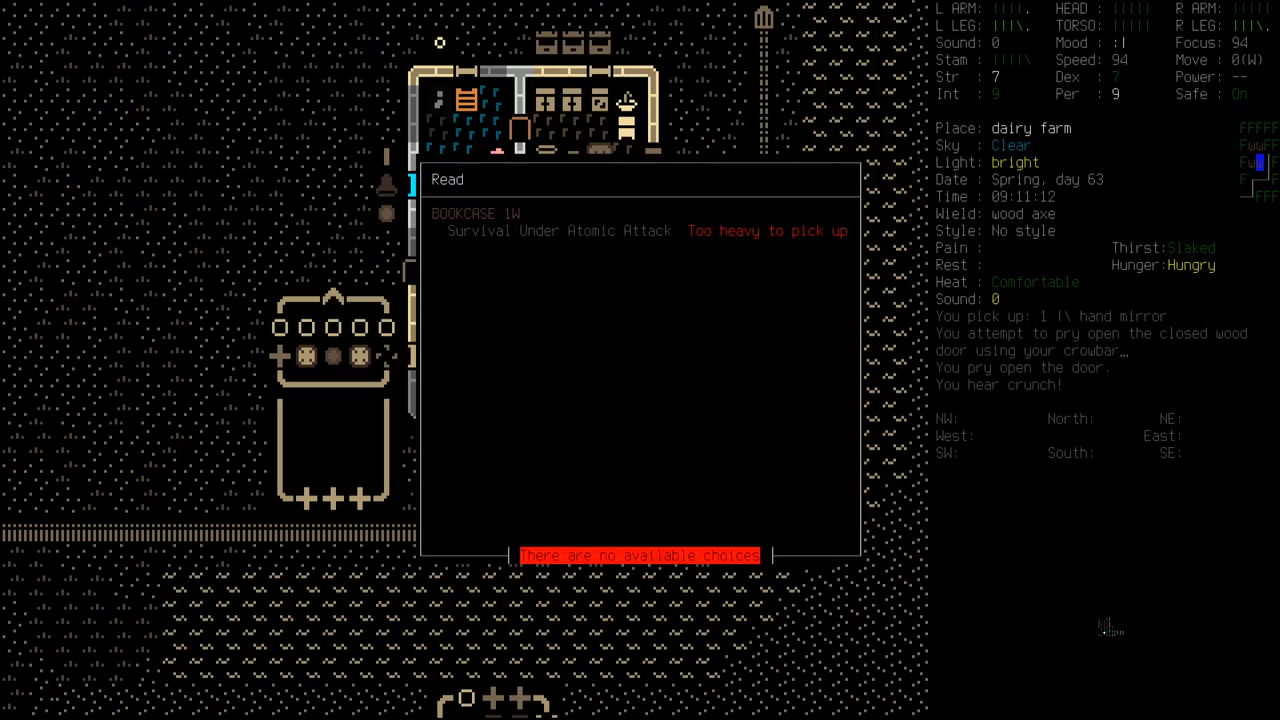 L ARM: ||||. HEAD : ||||| R ARM: |||||
L LEG: ||||\. TORSO: ||||| R LEG: |||\.
Sound: 0 Mood : :| Focus: 94
Stam : ||||\ Speed: 94 Move : 0(W)
Str : 7 Dex : 7 Power: --
Int : 9 Per : 9 Safe : On
Place: dairy farm
Sky : Clear
Light: bright
Date : Spring, day 63
Time : 09:11:12
Wield: wood axe
Style: No style
Pain : Thirst:Slaked
Rest : Hunger:Hungry
Heat : Comfortable
Sound: 0
You pick up: 1 |\ hand mirror
You attempt to pry open the closed wood
door using your crowbar…
You pry open the door.
You hear crunch!
NW: North: NE:
West: East:
SW: South: SE:
Read
BOOKCASE 1W
Survival Under Atomic Attack Too heavy to pick up
There are no available choices